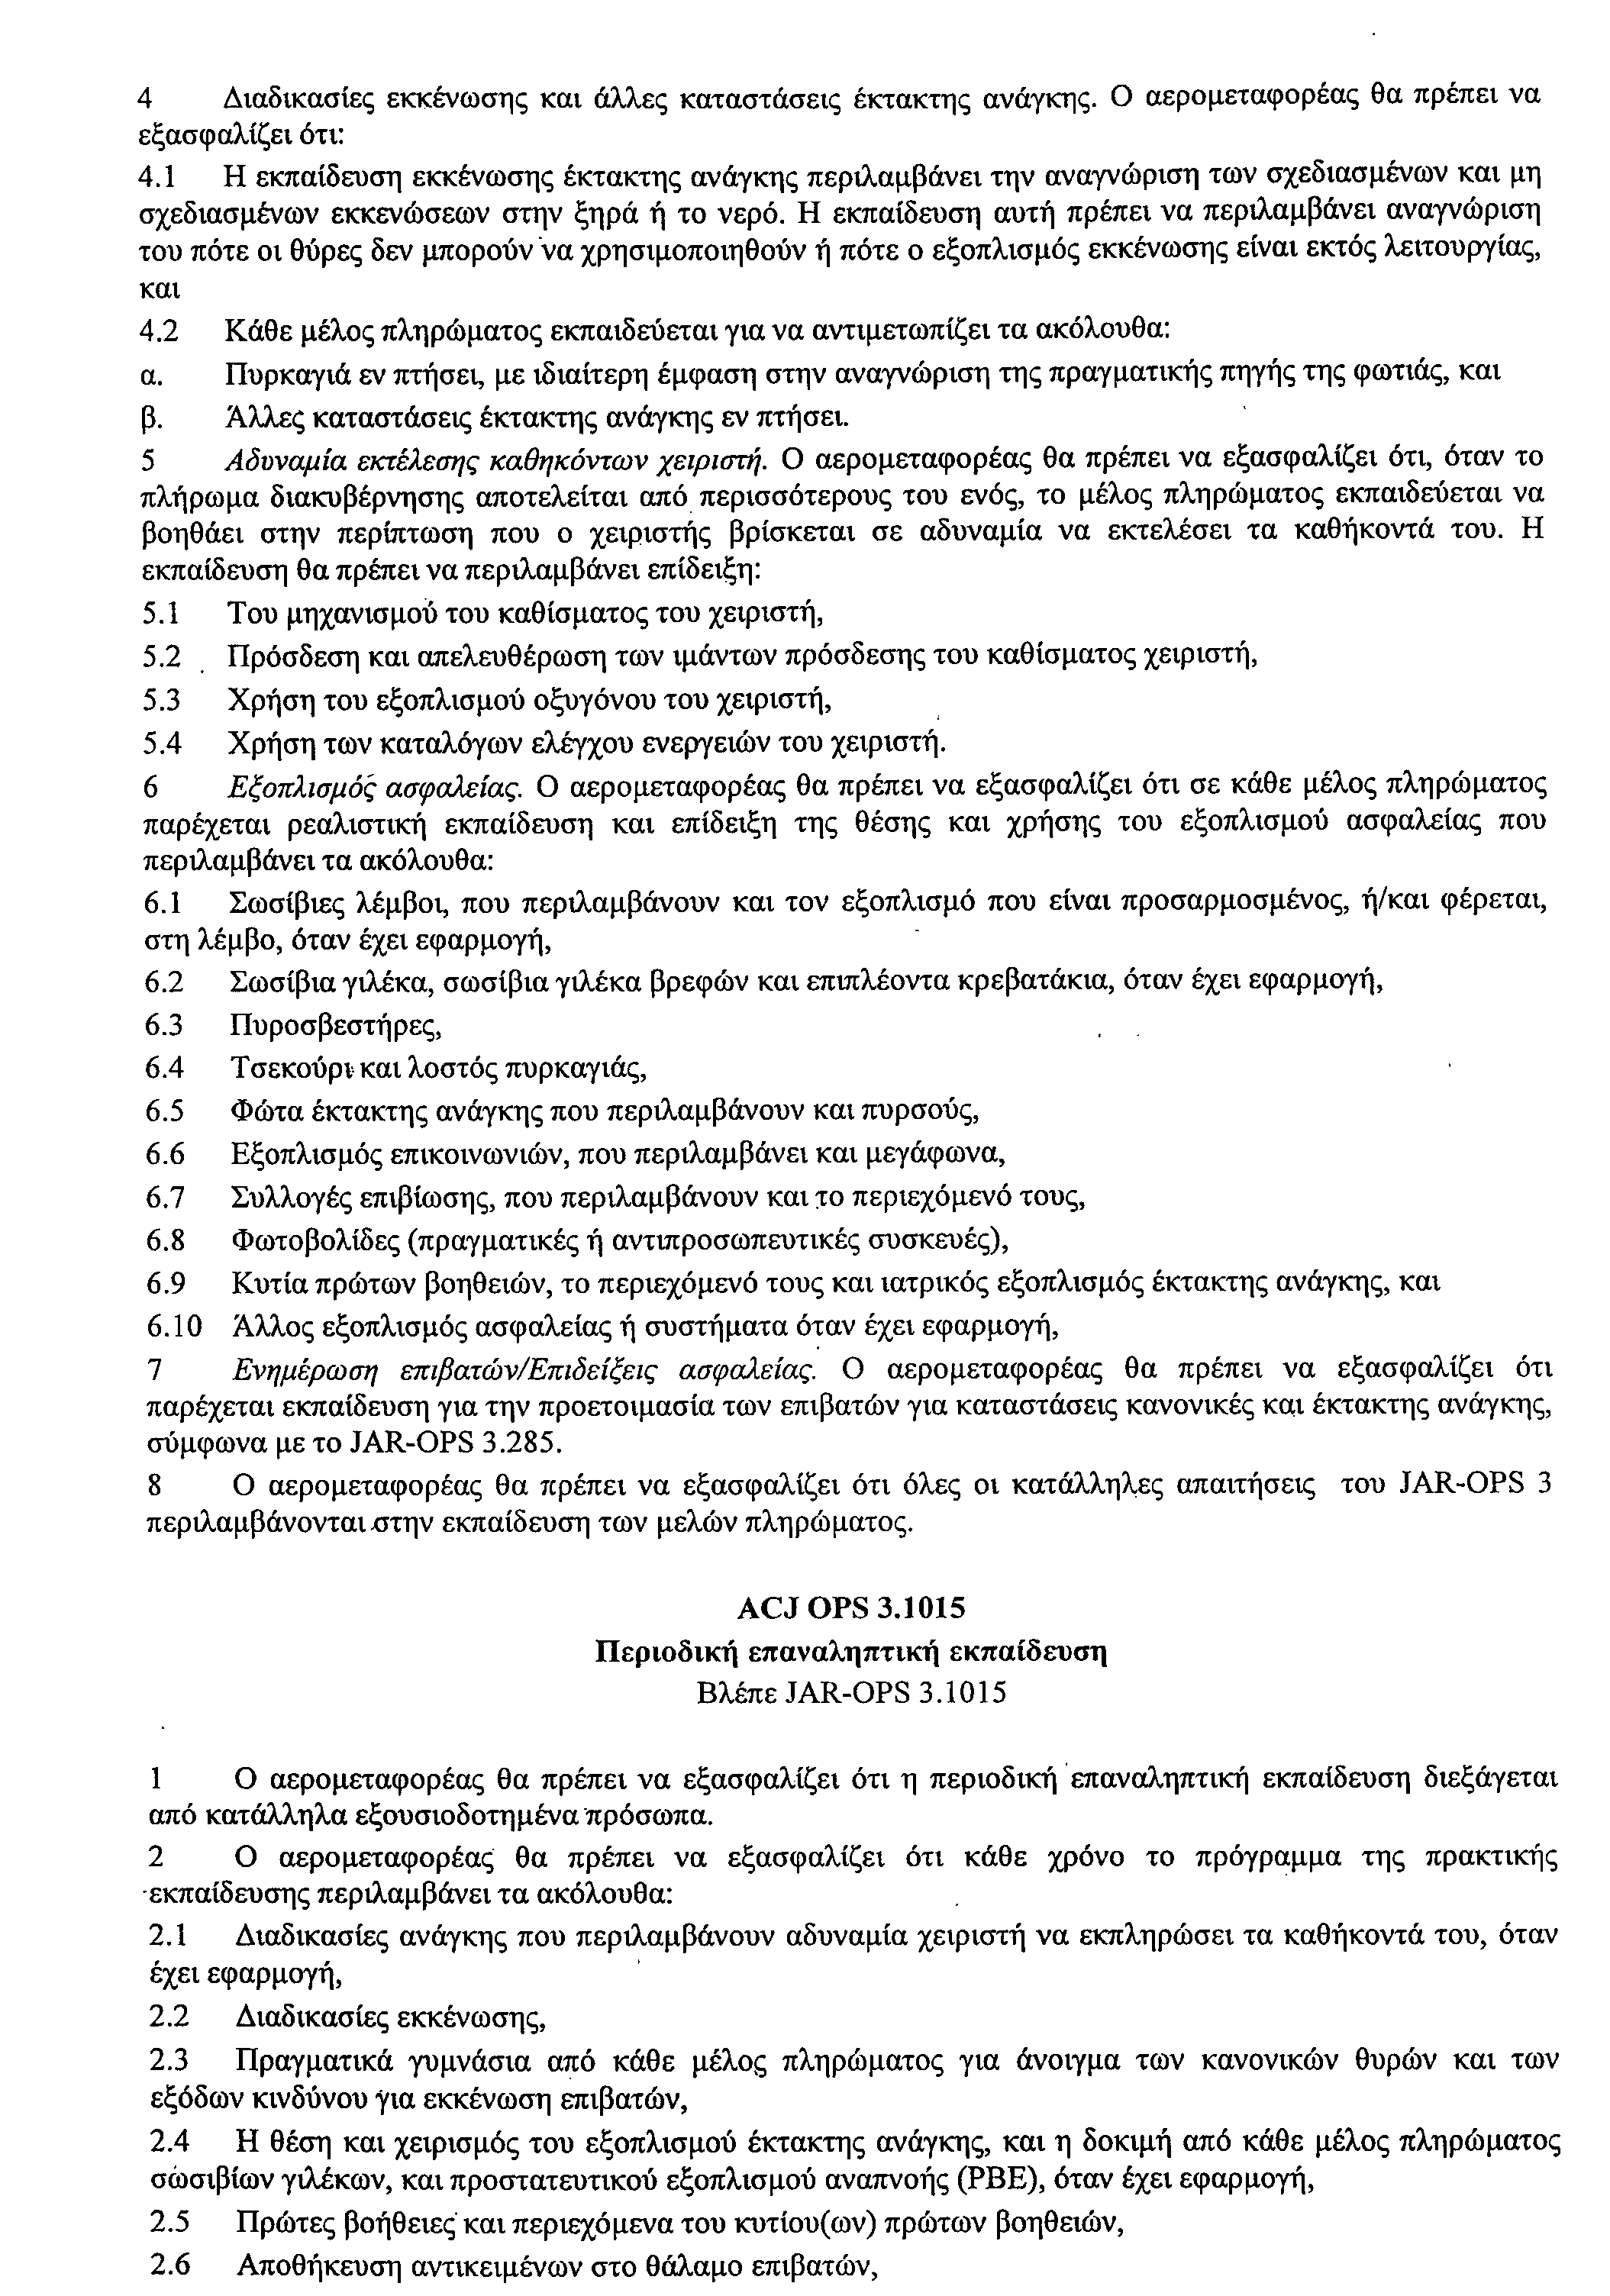 4 Διαδικασίες εκκένωσης και άλλες καταστάσεις έκτακτης ανάγκης. Ο αερομεταφορέας θα πρέπει να
εξασφαλίζει ότι:
4.1 Η εκπαίδευση εκκένωσης έκτακτης ανάγκης περιλαμβάνει την αναγνώριση των σχεδιασμένων και μη
σχεδιασμένων εκκενώσεων στην ξηρά ή το νερό. Η εκπαίδευση αυτή πρέπει να περιλαμβάνει αναγνώριση
του πότε οι θύρες δεν μπορούν να χρησιμοποιηθούν ή πότε ο εξοπλισμός εκκένωσης είναι εκτός λειτουργίας,
και
4.2 Κάθε μέλος πληρώματος εκπαιδεύεται για να αντιμετωπίζει τα ακόλουθα:
α. Πυρκαγιά εν πτήσει, με ιδιαίτερη έμφαση στην αναγνώριση της πραγματικής πηγής της φωτιάς, και
β. Άλλες καταστάσεις έκτακτης ανάγκης εν πτήσει.
5 Αδυναμία εκτέλεσης καθηκόντων χειριστή. Ο αερομεταφορέας θα πρέπει να εξασφαλίζει ότι, όταν το
πλήρωμα διακυβέρνησης αποτελείται από περισσότερους του ενός, το μέλος πληρώματος εκπαιδεύεται να
βοηθάει στην περίπτωση που ο χειριστής βρίσκεται σε αδυναμία να εκτελέσει τα καθήκοντά του. Η
εκπαίδευση θα πρέπει να περιλαμβάνει επίδειξη:
5.1 Του μηχανισμού του καθίσματος του χειριστή,
5.2 Πρόσδεση και απελευθέρωση των ιμάντων πρόσδεσης του καθίσματος χειριστή,
5.3 Χρήση του εξοπλισμού οξυγόνου του χειριστή,
5.4 Χρήση των καταλόγων ελέγχου ενεργειών του χειριστή.
6 Εξοπλισμός ασφαλείας. Ο αερομεταφορέας θα πρέπει να εξασφαλίζει ότι σε κάθε μέλος πληρώματος
παρέχεται ρεαλιστική εκπαίδευση και επίδειξη της θέσης και χρήσης του εξοπλισμού ασφαλείας που
περιλαμβάνει τα ακόλουθα:
6.1 Σωσίβιες λέμβοι, που περιλαμβάνουν και τον εξοπλισμό που είναι προσαρμοσμένος, ή/και φέρεται,
στη λέμβο, όταν έχει εφαρμογή,
6.2 Σωσίβια γιλέκα, σωσίβια γιλέκα βρεφών και επιπλέοντα κρεβατάκια, όταν έχει εφαρμογή,
6.3 Πυροσβεστήρες,
6.4 Τσεκούρι και λοστός πυρκαγιάς,
6.5 Φώτα έκτακτης ανάγκης που περιλαμβάνουν και πυρσούς,
6.6 Εξοπλισμός επικοινωνιών, που περιλαμβάνει και μεγάφωνα,
6.7 Συλλογές επιβίωσης, που περιλαμβάνουν και το περιεχόμενό τους,
6.8 Φωτοβολίδες (πραγματικές ή αντιπροσωπευτικές συσκευές),
6.9 Κυτία πρώτων βοηθειών, το περιεχόμενό τους και ιατρικός εξοπλισμός έκτακτης ανάγκης, και
6.10 Άλλος εξοπλισμός ασφαλείας ή συστήματα όταν έχει εφαρμογή,
7 Ενημέρωση επιβατών/Επιδείξεις ασφαλείας. Ο αερομεταφορέας θα πρέπει να εξασφαλίζει ότι
παρέχεται εκπαίδευση για την προετοιμασία των επιβατών για καταστάσεις κανονικές και έκτακτης ανάγκης,
σύμφωνα με το JAR-OPS 3.285.
8 Ο αερομεταφορέας θα πρέπει να εξασφαλίζει ότι όλες οι κατάλληλες απαιτήσεις του JAR-OPS 3
περιλαμβάνονται στην εκπαίδευση των μελών πληρώματος.
ACJ OPS 3.1015
Περιοδική επαναληπτική εκπαίδευση
Βλέπε JAR-OPS 3.1015
1 Ο αερομεταφορέας θα πρέπει να εξασφαλίζει ότι η περιοδική επαναληπτική εκπαίδευση διεξάγεται
από κατάλληλα εξουσιοδοτημένα πρόσωπα.
2 Ο αερομεταφορέας θα πρέπει να εξασφαλίζει ότι κάθε χρόνο το πρόγραμμα της πρακτικής
εκπαίδευσης περιλαμβάνει τα ακόλουθα:
2.1 Διαδικασίες ανάγκης που περιλαμβάνουν αδυναμία χειριστή να εκπληρώσει τα καθήκοντά του, όταν
έχει εφαρμογή,
2.2 Διαδικασίες εκκένωσης,
2.3 Πραγματικά γυμνάσια από κάθε μέλος πληρώματος για άνοιγμα των κανονικών θυρών και των
εξόδων κινδύνου για εκκένωση επιβατών,
2.4 Η θέση και χειρισμός του εξοπλισμού έκτακτης ανάγκης, και η δοκιμή από κάθε μέλος πληρώματος
σωσιβίων γιλέκων, και προστατευτικού εξοπλισμού αναπνοής (PBE), όταν έχει εφαρμογή,
2.5 Πρώτες βοήθειες και περιεχόμενα του κυτίου(ων) πρώτων βοηθειών,
2.6 Αποθήκευση αντικειμένων στο θάλαμο επιβατών,